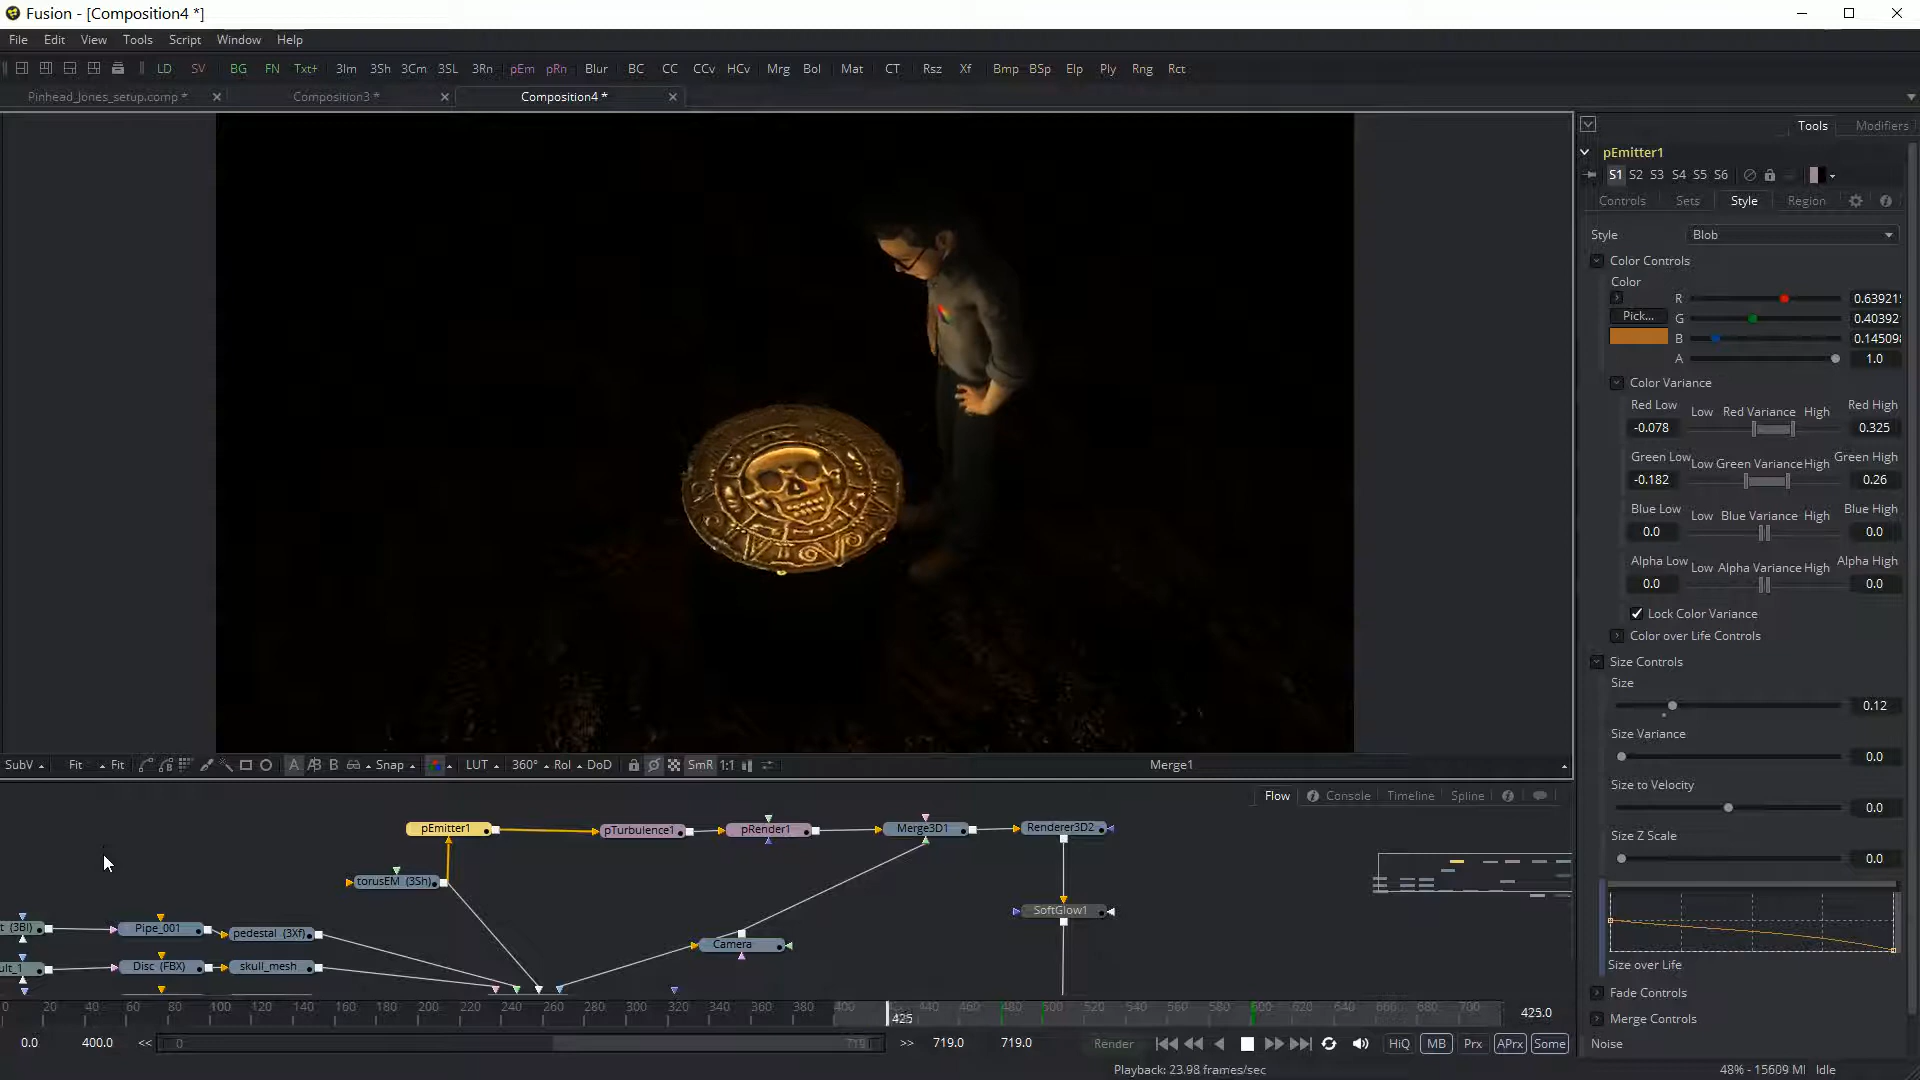 Fusion - [Composition4 *]
File Edit View Tools Script Window Help
LD SV BG FN Txt+ 3Im 3Sh 3Cm 3SL 3Rn pEm pRn Blur BC CC CCv HCv Mrg Bol Mat CT Rsz Xf Bmp BSp Elp Ply Rng Rct
Pinhead_Jones_setup.comp * Composition3 * Composition4 *
Tools Modifiers
pEmitter1
S1 S2 S3 S4 S5 S6
Controls Sets Style Region
Style Blob
Color Controls
Color
R 0.639215
Pick... G 0.40392
B 0.145098
A 1.0
Color Variance
Red Low Low Red Variance High Red High
-0.078 0.325
Green Low Low Green Variance High Green High
-0.182 0.26
Blue Low Low Blue Variance High Blue High
0.0 0.0
Alpha Low Low Alpha Variance High Alpha High
0.0 0.0
Lock Color Variance
Color over Life Controls
Size Controls
Size
0.12
Size Variance
0.0
Size to Velocity
0.0
Size Z Scale
0.0
Size over Life
Fade Controls
Merge Controls
Noise
SubV Fit Fit A AB B Snap LUT 360° Rol DoD SmR 1:1 Merge1
Flow Console Timeline Spline
pEmitter1 pTurbulence1 pRender1 Merge3D1 Renderer3D2
torusEM (3Sh)
SoftGlow1
t (3BI) Pipe_001 pedestal (3Xf) Camera
ult_1 Disc (FBX) skull_mesh
0 20 40 60 80 100 120 140 160 180 200 220 240 260 280 300 320 340 360 380 400 425 440 460 480 500 520 540 560 580 600 620 640 660 680 700 425.0
0.0 400.0 << 0 719 >> 719.0 719.0 Render HiQ MB Prx APrx Some
Playback: 23.98 frames/sec 48% - 15609 MI Idle